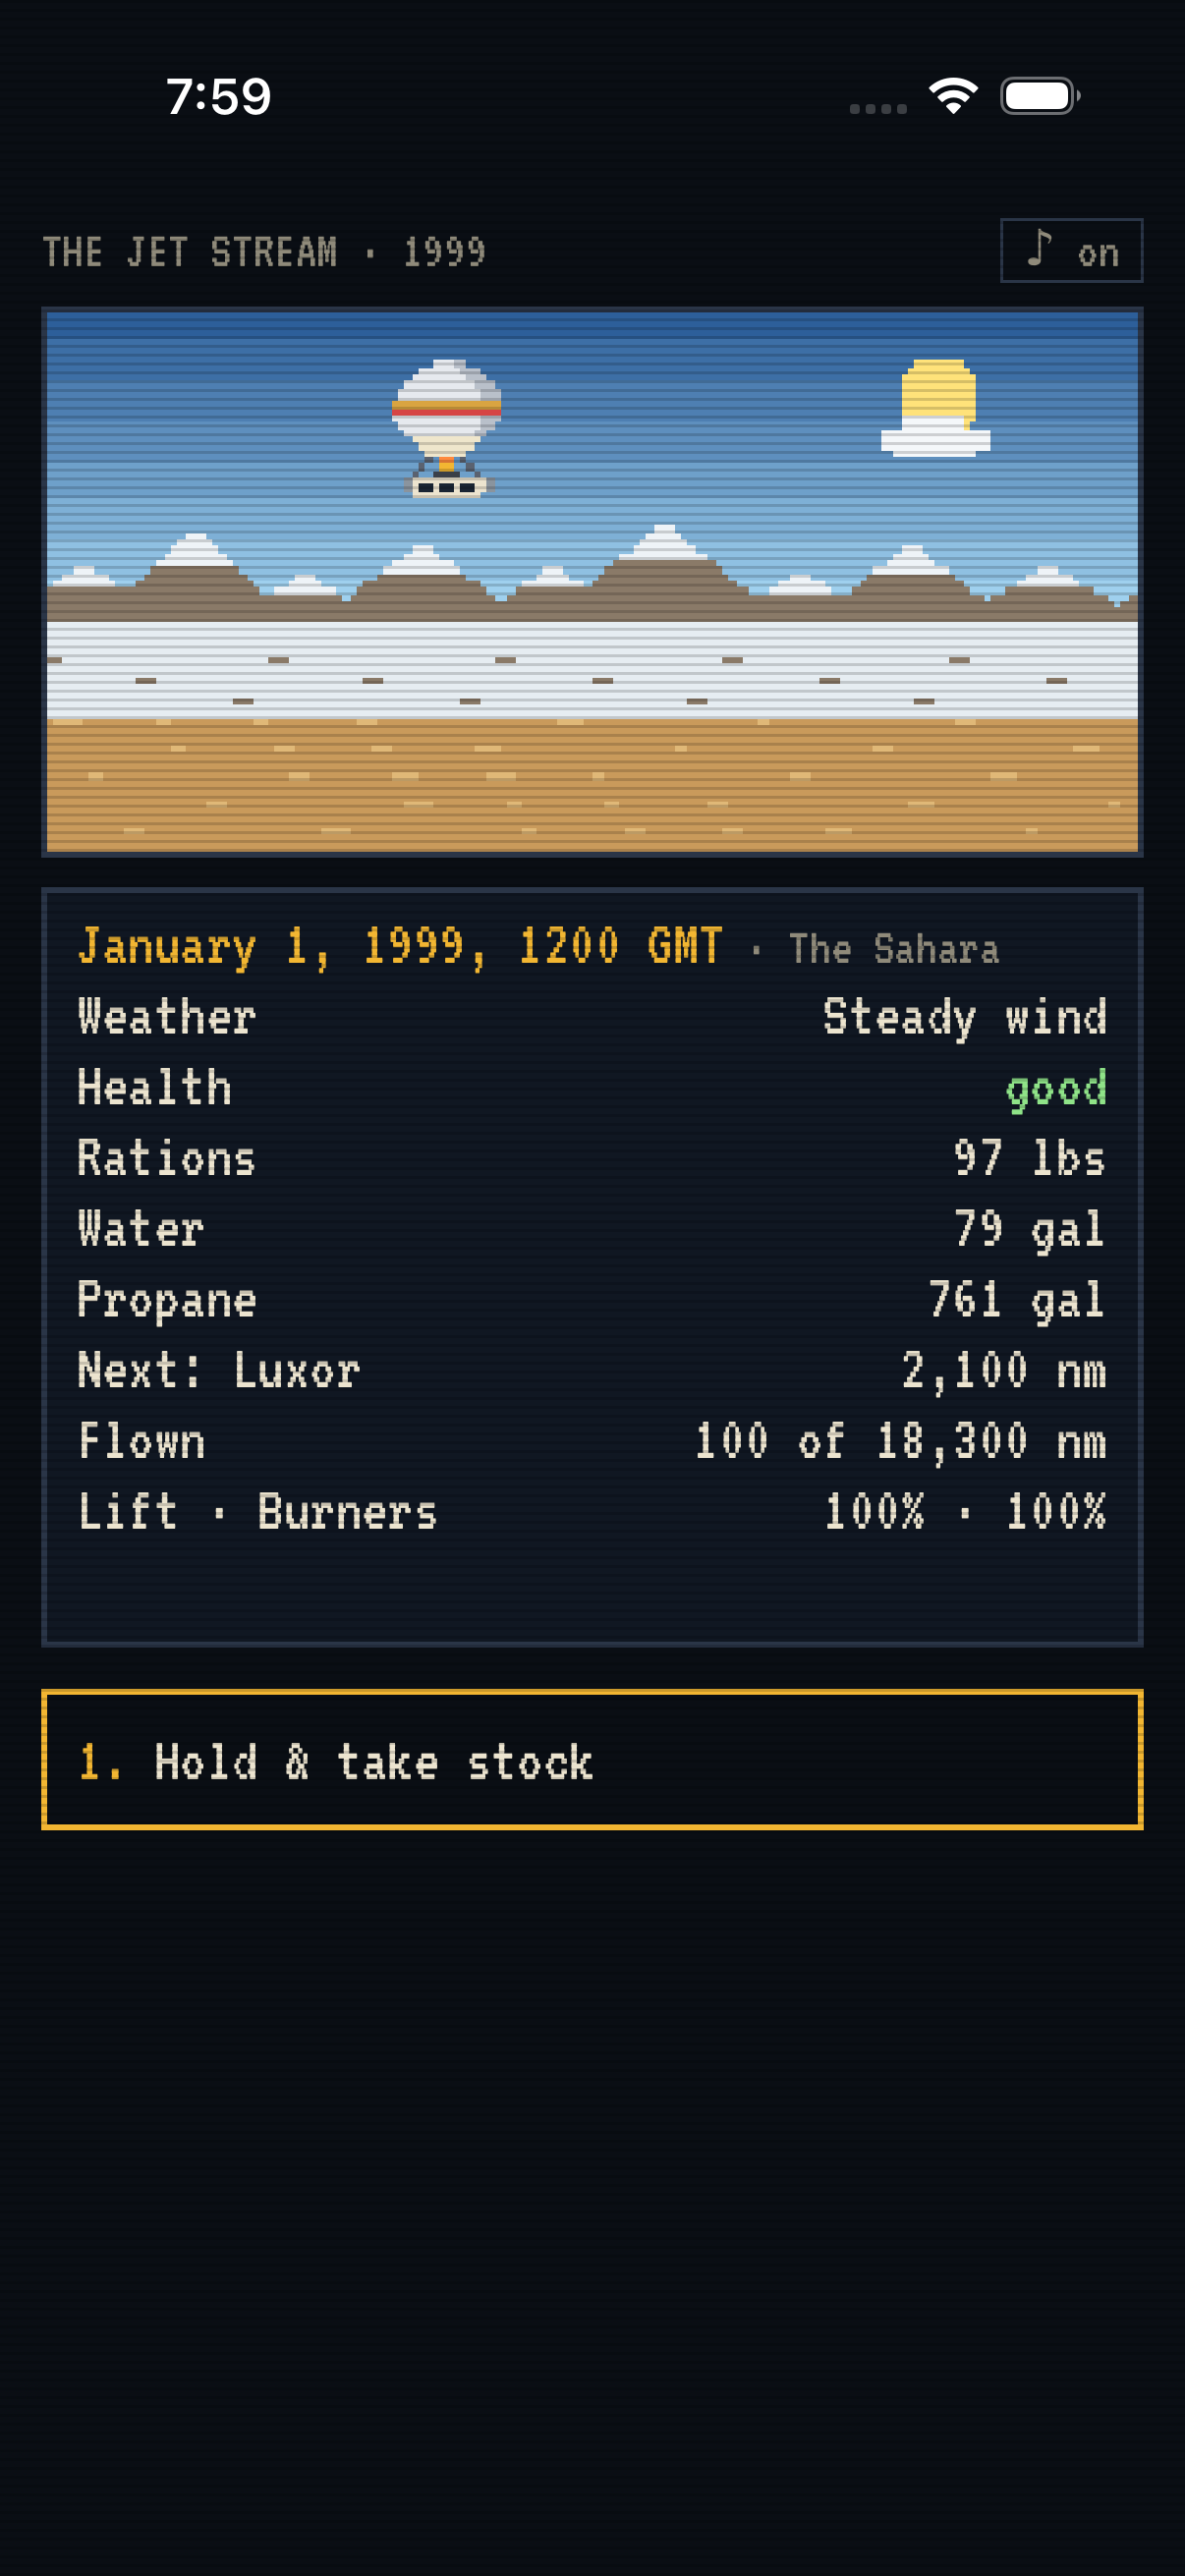 7:59
THE JET STREAM · 1999
♪ on
January 1, 1999, 1200 GMT · The Sahara
Weather Steady wind
Health good
Rations 97 lbs
Water 79 gal
Propane 761 gal
Next: Luxor 2,100 nm
Flown 100 of 18,300 nm
Lift · Burners 100% · 100%
1. Hold & take stock